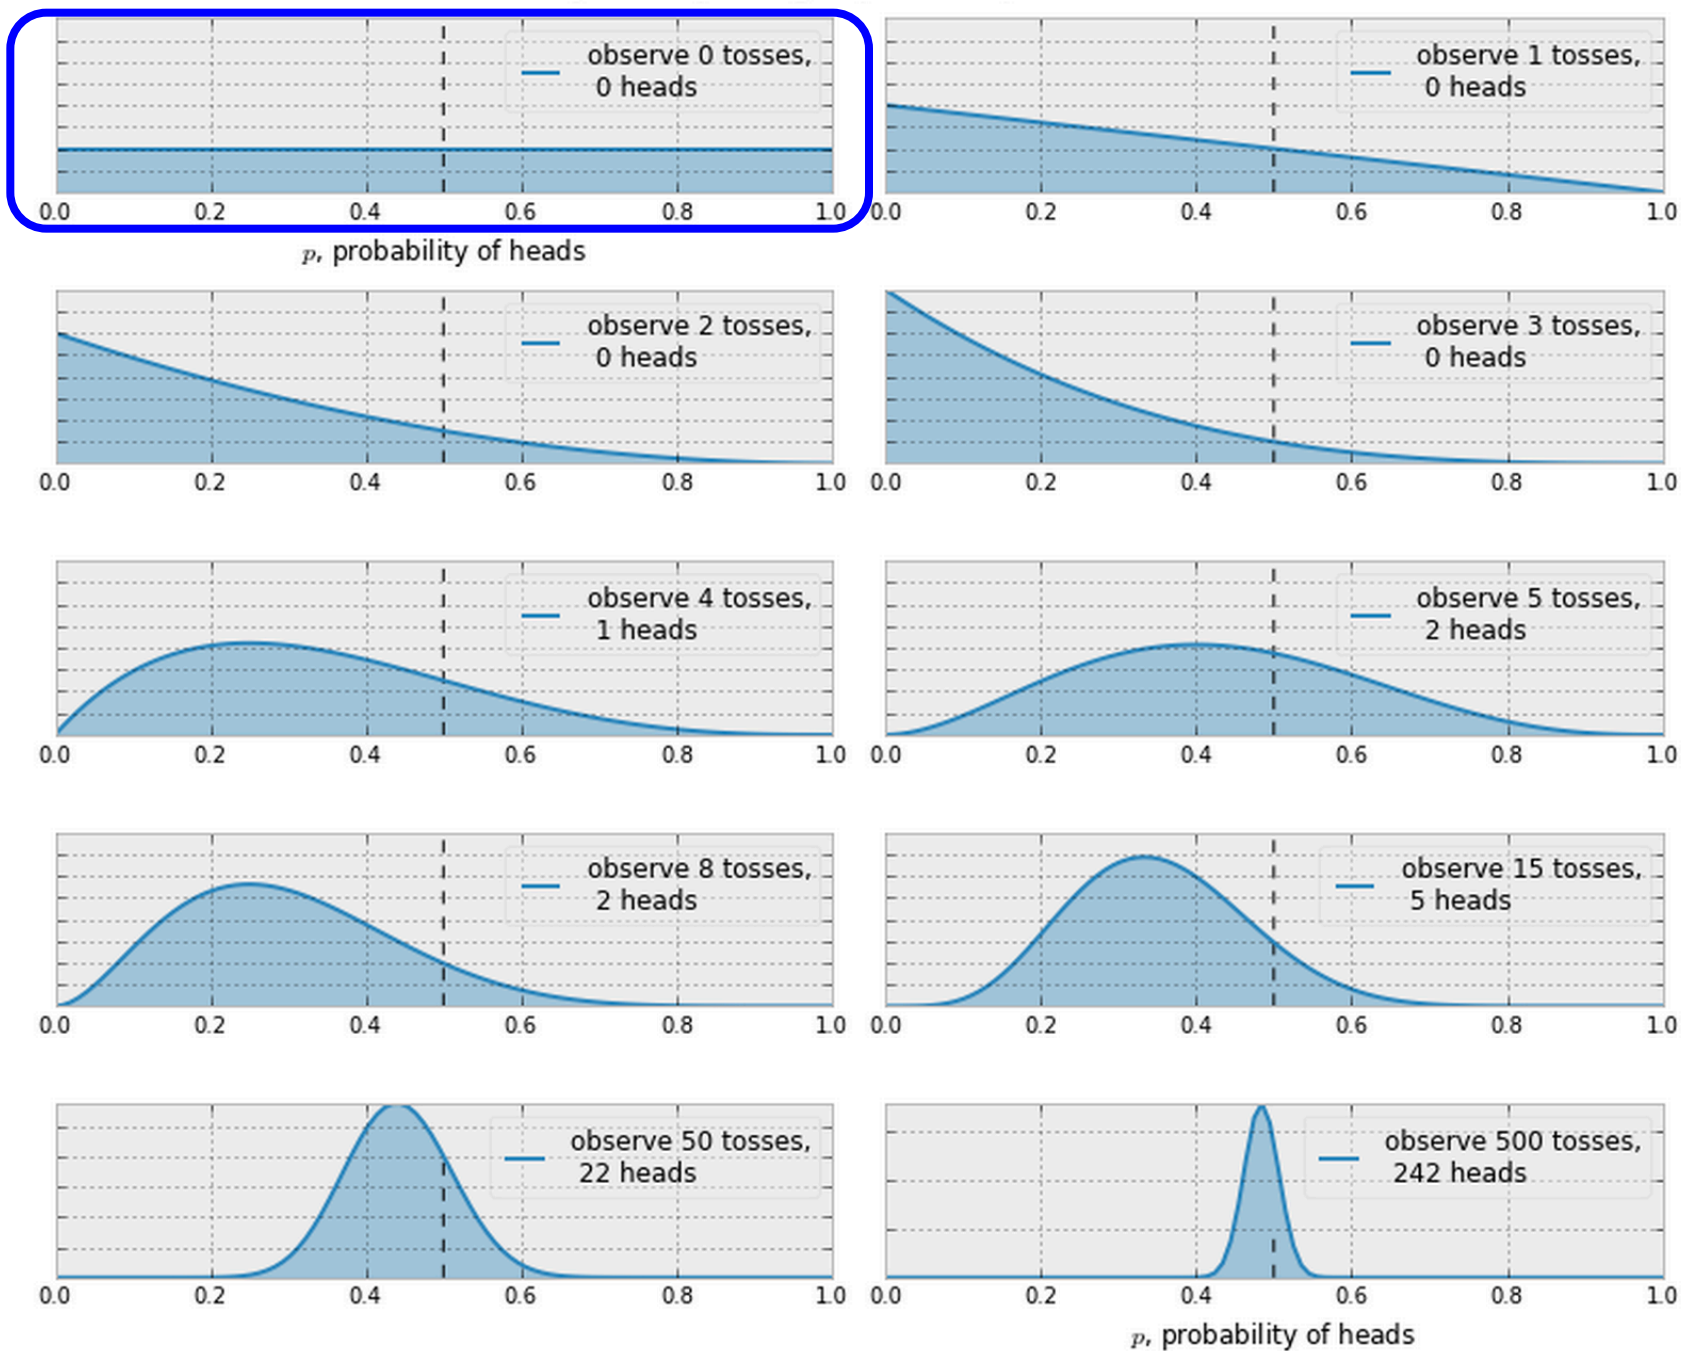 observe 0 tosses,
0 heads
0.0 0.2 0.4 0.6 0.8 1.0
p, probability of heads
observe 1 tosses,
0 heads
0.0 0.2 0.4 0.6 0.8 1.0
observe 2 tosses,
0 heads
0.0 0.2 0.4 0.6 0.8 1.0
observe 3 tosses,
0 heads
0.0 0.2 0.4 0.6 0.8 1.0
observe 4 tosses,
1 heads
0.0 0.2 0.4 0.6 0.8 1.0
observe 5 tosses,
2 heads
0.0 0.2 0.4 0.6 0.8 1.0
observe 8 tosses,
2 heads
0.0 0.2 0.4 0.6 0.8 1.0
observe 15 tosses,
5 heads
0.0 0.2 0.4 0.6 0.8 1.0
observe 50 tosses,
22 heads
0.0 0.2 0.4 0.6 0.8 1.0
observe 500 tosses,
242 heads
0.0 0.2 0.4 0.6 0.8 1.0
p, probability of heads